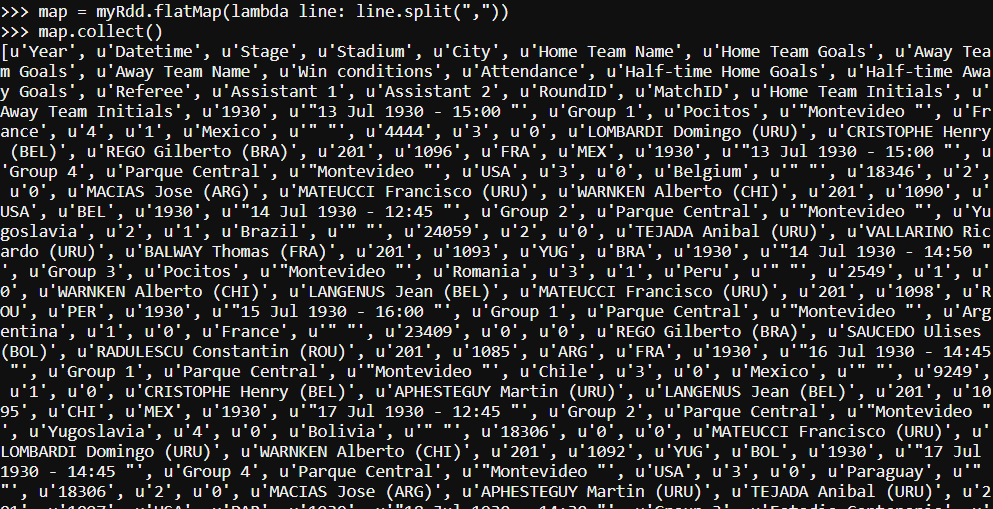 >>> map = myRdd.flatMap(lambda line: line.split(","))
>>> map.collect()
[u'Year', u'Datetime', u'Stage', u'Stadium', u'City', u'Home Team Name', u'Home Team Goals', u'Away Tea
m Goals', u'Away Team Name', u'Win conditions', u'Attendance', u'Half-time Home Goals', u'Half-time Awa
y Goals', u'Referee', u'Assistant 1', u'Assistant 2', u'RoundID', u'MatchID', u'Home Team Initials', u'
Away Team Initials', u'1930', u'"13 Jul 1930 - 15:00 "', u'Group 1', u'Pocitos', u'"Montevideo "', u'Fr
ance', u'4', u'1', u'Mexico', u'" "', u'4444', u'3', u'0', u'LOMBARDI Domingo (URU)', u'CRISTOPHE Henry
 (BEL)', u'REGO Gilberto (BRA)', u'201', u'1096', u'FRA', u'MEX', u'1930', u'"13 Jul 1930 - 15:00 "', u
'Group 4', u'Parque Central', u'"Montevideo "', u'USA', u'3', u'0', u'Belgium', u'" "', u'18346', u'2',
 u'0', u'MACIAS Jose (ARG)', u'MATEUCCI Francisco (URU)', u'WARNKEN Alberto (CHI)', u'201', u'1090', u'
USA', u'BEL', u'1930', u'"14 Jul 1930 - 12:45 "', u'Group 2', u'Parque Central', u'"Montevideo "', u'Yu
goslavia', u'2', u'1', u'Brazil', u'" "', u'24059', u'2', u'0', u'TEJADA Anibal (URU)', u'VALLARINO Ric
ardo (URU)', u'BALWAY Thomas (FRA)', u'201', u'1093', u'YUG', u'BRA', u'1930', u'"14 Jul 1930 - 14:50 "
', u'Group 3', u'Pocitos', u'"Montevideo "', u'Romania', u'3', u'1', u'Peru', u'" "', u'2549', u'1', u'
0', u'WARNKEN Alberto (CHI)', u'LANGENUS Jean (BEL)', u'MATEUCCI Francisco (URU)', u'201', u'1098', u'R
OU', u'PER', u'1930', u'"15 Jul 1930 - 16:00 "', u'Group 1', u'Parque Central', u'"Montevideo "', u'Arg
entina', u'1', u'0', u'France', u'" "', u'23409', u'0', u'0', u'REGO Gilberto (BRA)', u'SAUCEDO Ulises
(BOL)', u'RADULESCU Constantin (ROU)', u'201', u'1085', u'ARG', u'FRA', u'1930', u'"16 Jul 1930 - 14:45
 "', u'Group 1', u'Parque Central', u'"Montevideo "', u'Chile', u'3', u'0', u'Mexico', u'" "', u'9249',
 u'1', u'0', u'CRISTOPHE Henry (BEL)', u'APHESTEGUY Martin (URU)', u'LANGENUS Jean (BEL)', u'201', u'10
95', u'CHI', u'MEX', u'1930', u'"17 Jul 1930 - 12:45 "', u'Group 2', u'Parque Central', u'"Montevideo "
', u'Yugoslavia', u'4', u'0', u'Bolivia', u'" "', u'18306', u'0', u'0', u'MATEUCCI Francisco (URU)', u'
LOMBARDI Domingo (URU)', u'WARNKEN Alberto (CHI)', u'201', u'1092', u'YUG', u'BOL', u'1930', u'"17 Jul
1930 - 14:45 "', u'Group 4', u'Parque Central', u'"Montevideo "', u'USA', u'3', u'0', u'Paraguay', u'"
"', u'18306', u'2', u'0', u'MACIAS Jose (ARG)', u'APHESTEGUY Martin (URU)', u'TEJADA Anibal (URU)', u'2